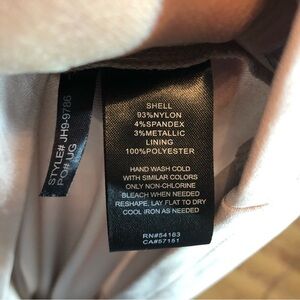 STYLE# JH9-9786
PO# UG
SHELL
93%NYLON
4%SPANDEX
3%METALLIC
LINING
100%POLYESTER
HAND WASH COLD
WITH SIMILAR COLORS
ONLY NON-CHLORINE
BLEACH WHEN NEEDED
RESHAPE, LAY FLAT TO DRY
COOL IRON AS NEEDED
RN#54163
CA#57151